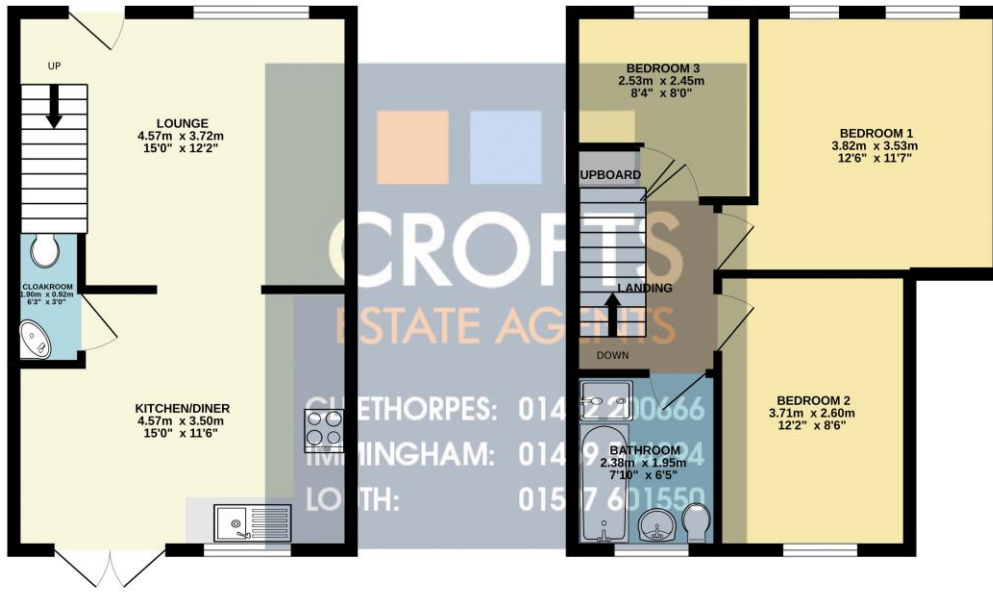 UP
LOUNGE
4.57m x 3.72m
15'0" x 12'2"
CLOAKROOM
1.90m x 0.92m
6'3" x 3'0"
KITCHEN/DINER
4.57m x 3.50m
15'0" x 11'6"
BEDROOM 3
2.53m x 2.45m
8'4" x 8'0"
BEDROOM 1
3.82m x 3.53m
12'6" x 11'7"
UPBOARD
LANDING
DOWN
BEDROOM 2
3.71m x 2.60m
12'2" x 8'6"
BATHROOM
2.38m x 1.95m
7'10" x 6'5"
CROFTS
ESTATE AGENTS
IMMINGHAM:
601550